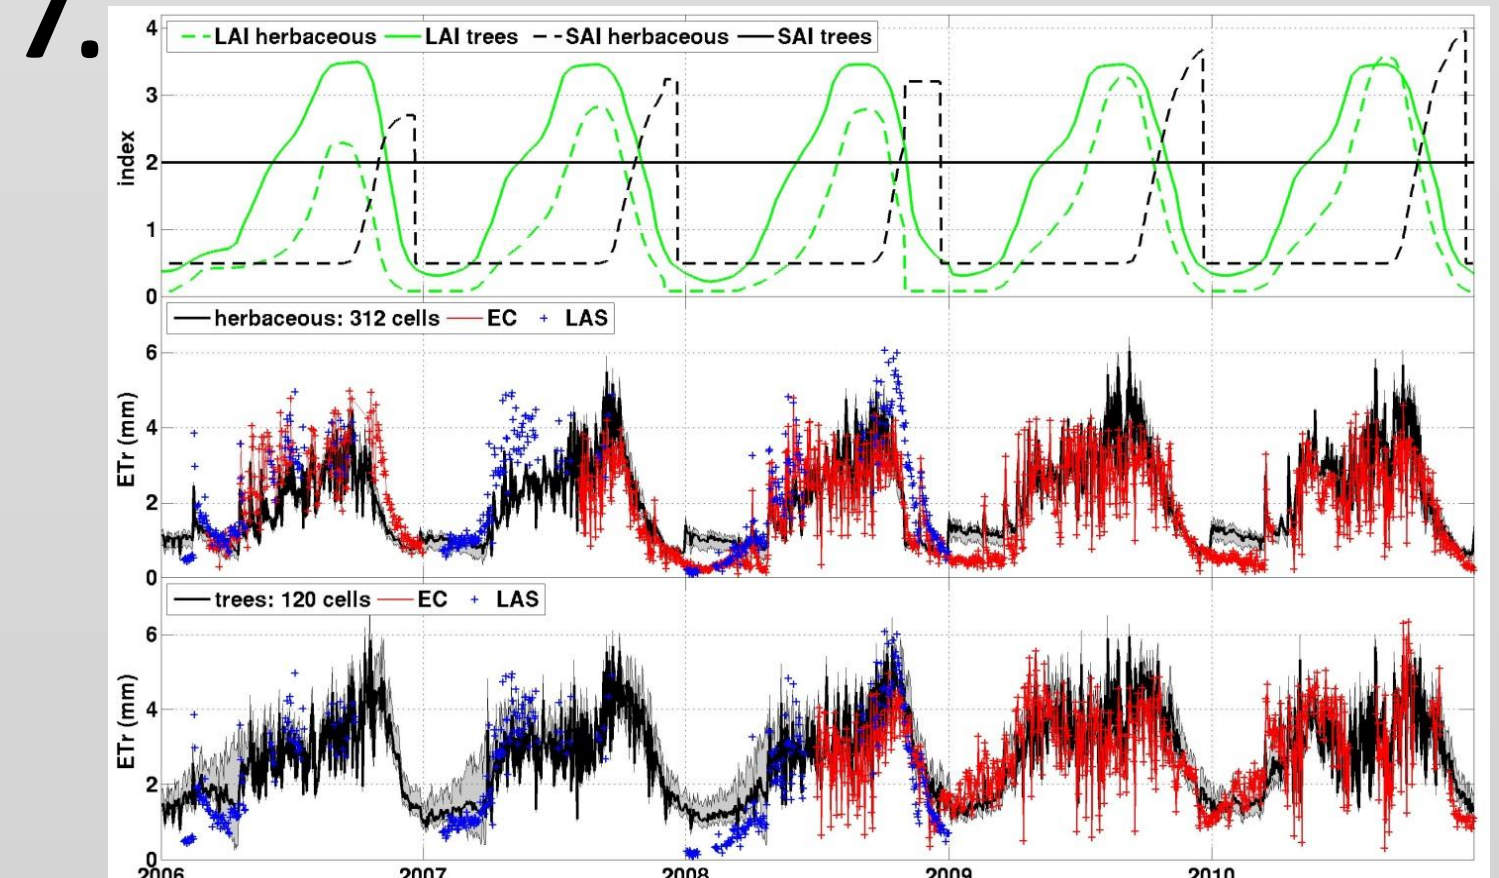 7.
LAI herbaceous LAI trees SAI herbaceous SAI trees
4
3
2
1
0
index
herbaceous: 312 cells EC LAS
6
4
2
0
ETr (mm)
trees: 120 cells EC LAS
6
4
2
0
ETr (mm)
2006 2007 2008 2009 2010